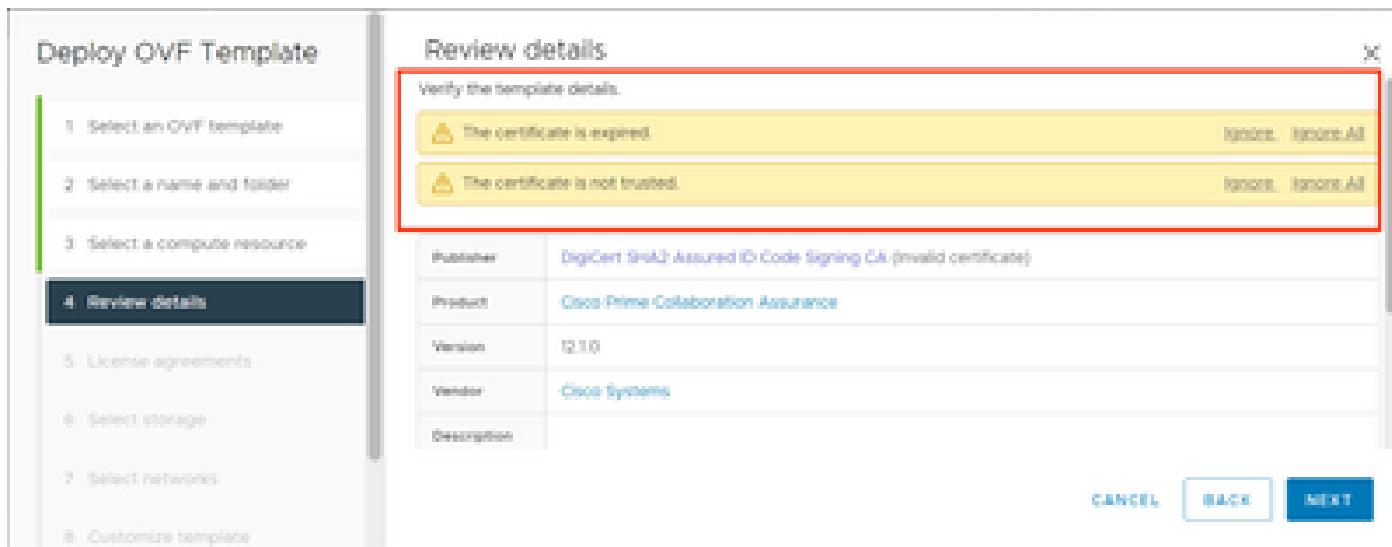 Deploy OVF Template
1 Select an OVF template
2 Select a name and folder
3 Select a compute resource
4 Review details
5 License agreements
6 Select storage
7 Select networks
8 Customize template
Review details
Verify the template details.
The certificate is expired. Ignore. Ignore All
The certificate is not trusted. Ignore. Ignore All
Publisher DigiCert SHA2 Assured ID Code Signing CA (Invalid certificate)
Product Cisco Prime Collaboration Assurance
Version 12.1.0
Vendor Cisco Systems
Description
CANCEL BACK NEXT